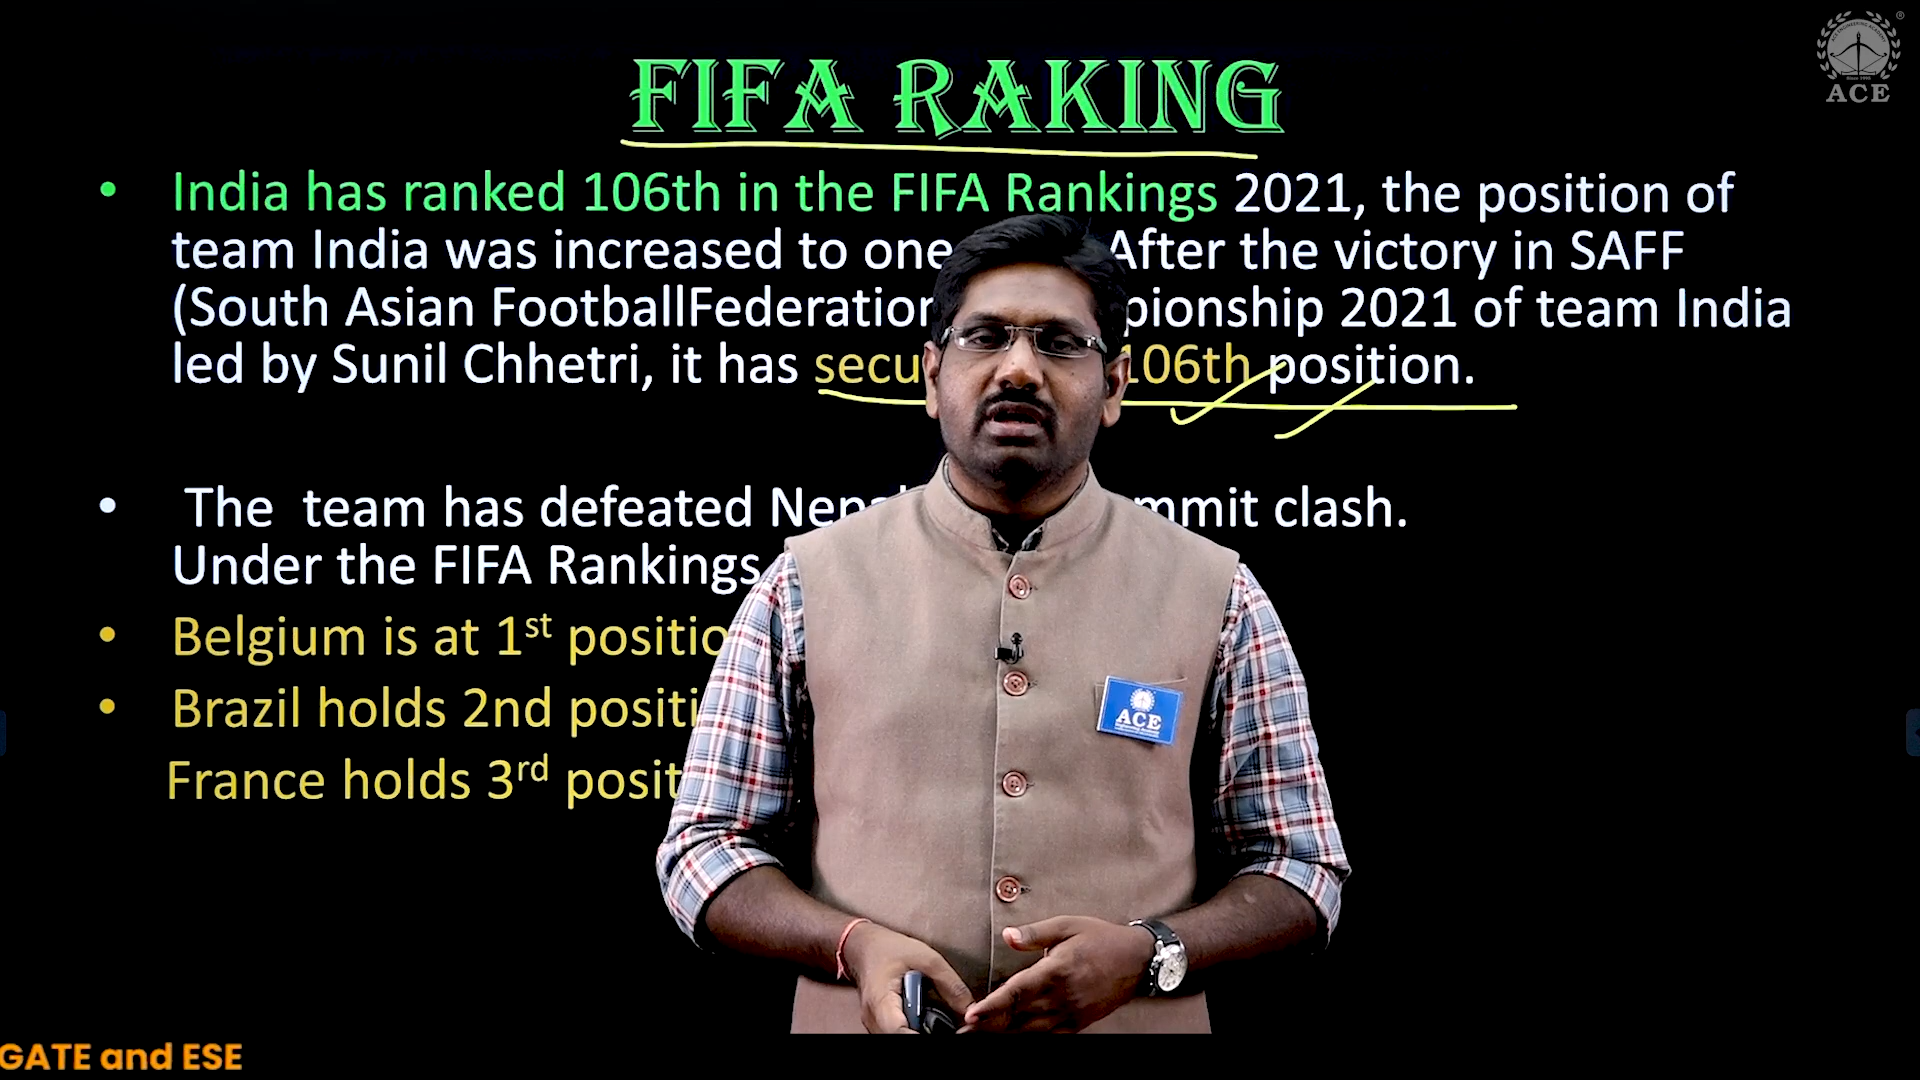 FIFA RAKING
ACE
• India has ranked 106th in the FIFA Rankings 2021, the position of
team India was increased to one After the victory in SAFF
(South Asian FootballFederation pionship 2021 of team India
led by Sunil Chhetri, it has secu 106th position.
• The team has defeated Nepal mmit clash.
Under the FIFA Rankings
• Belgium is at 1st positio
• Brazil holds 2nd positi
France holds 3rd posit
ACE
GATE and ESE